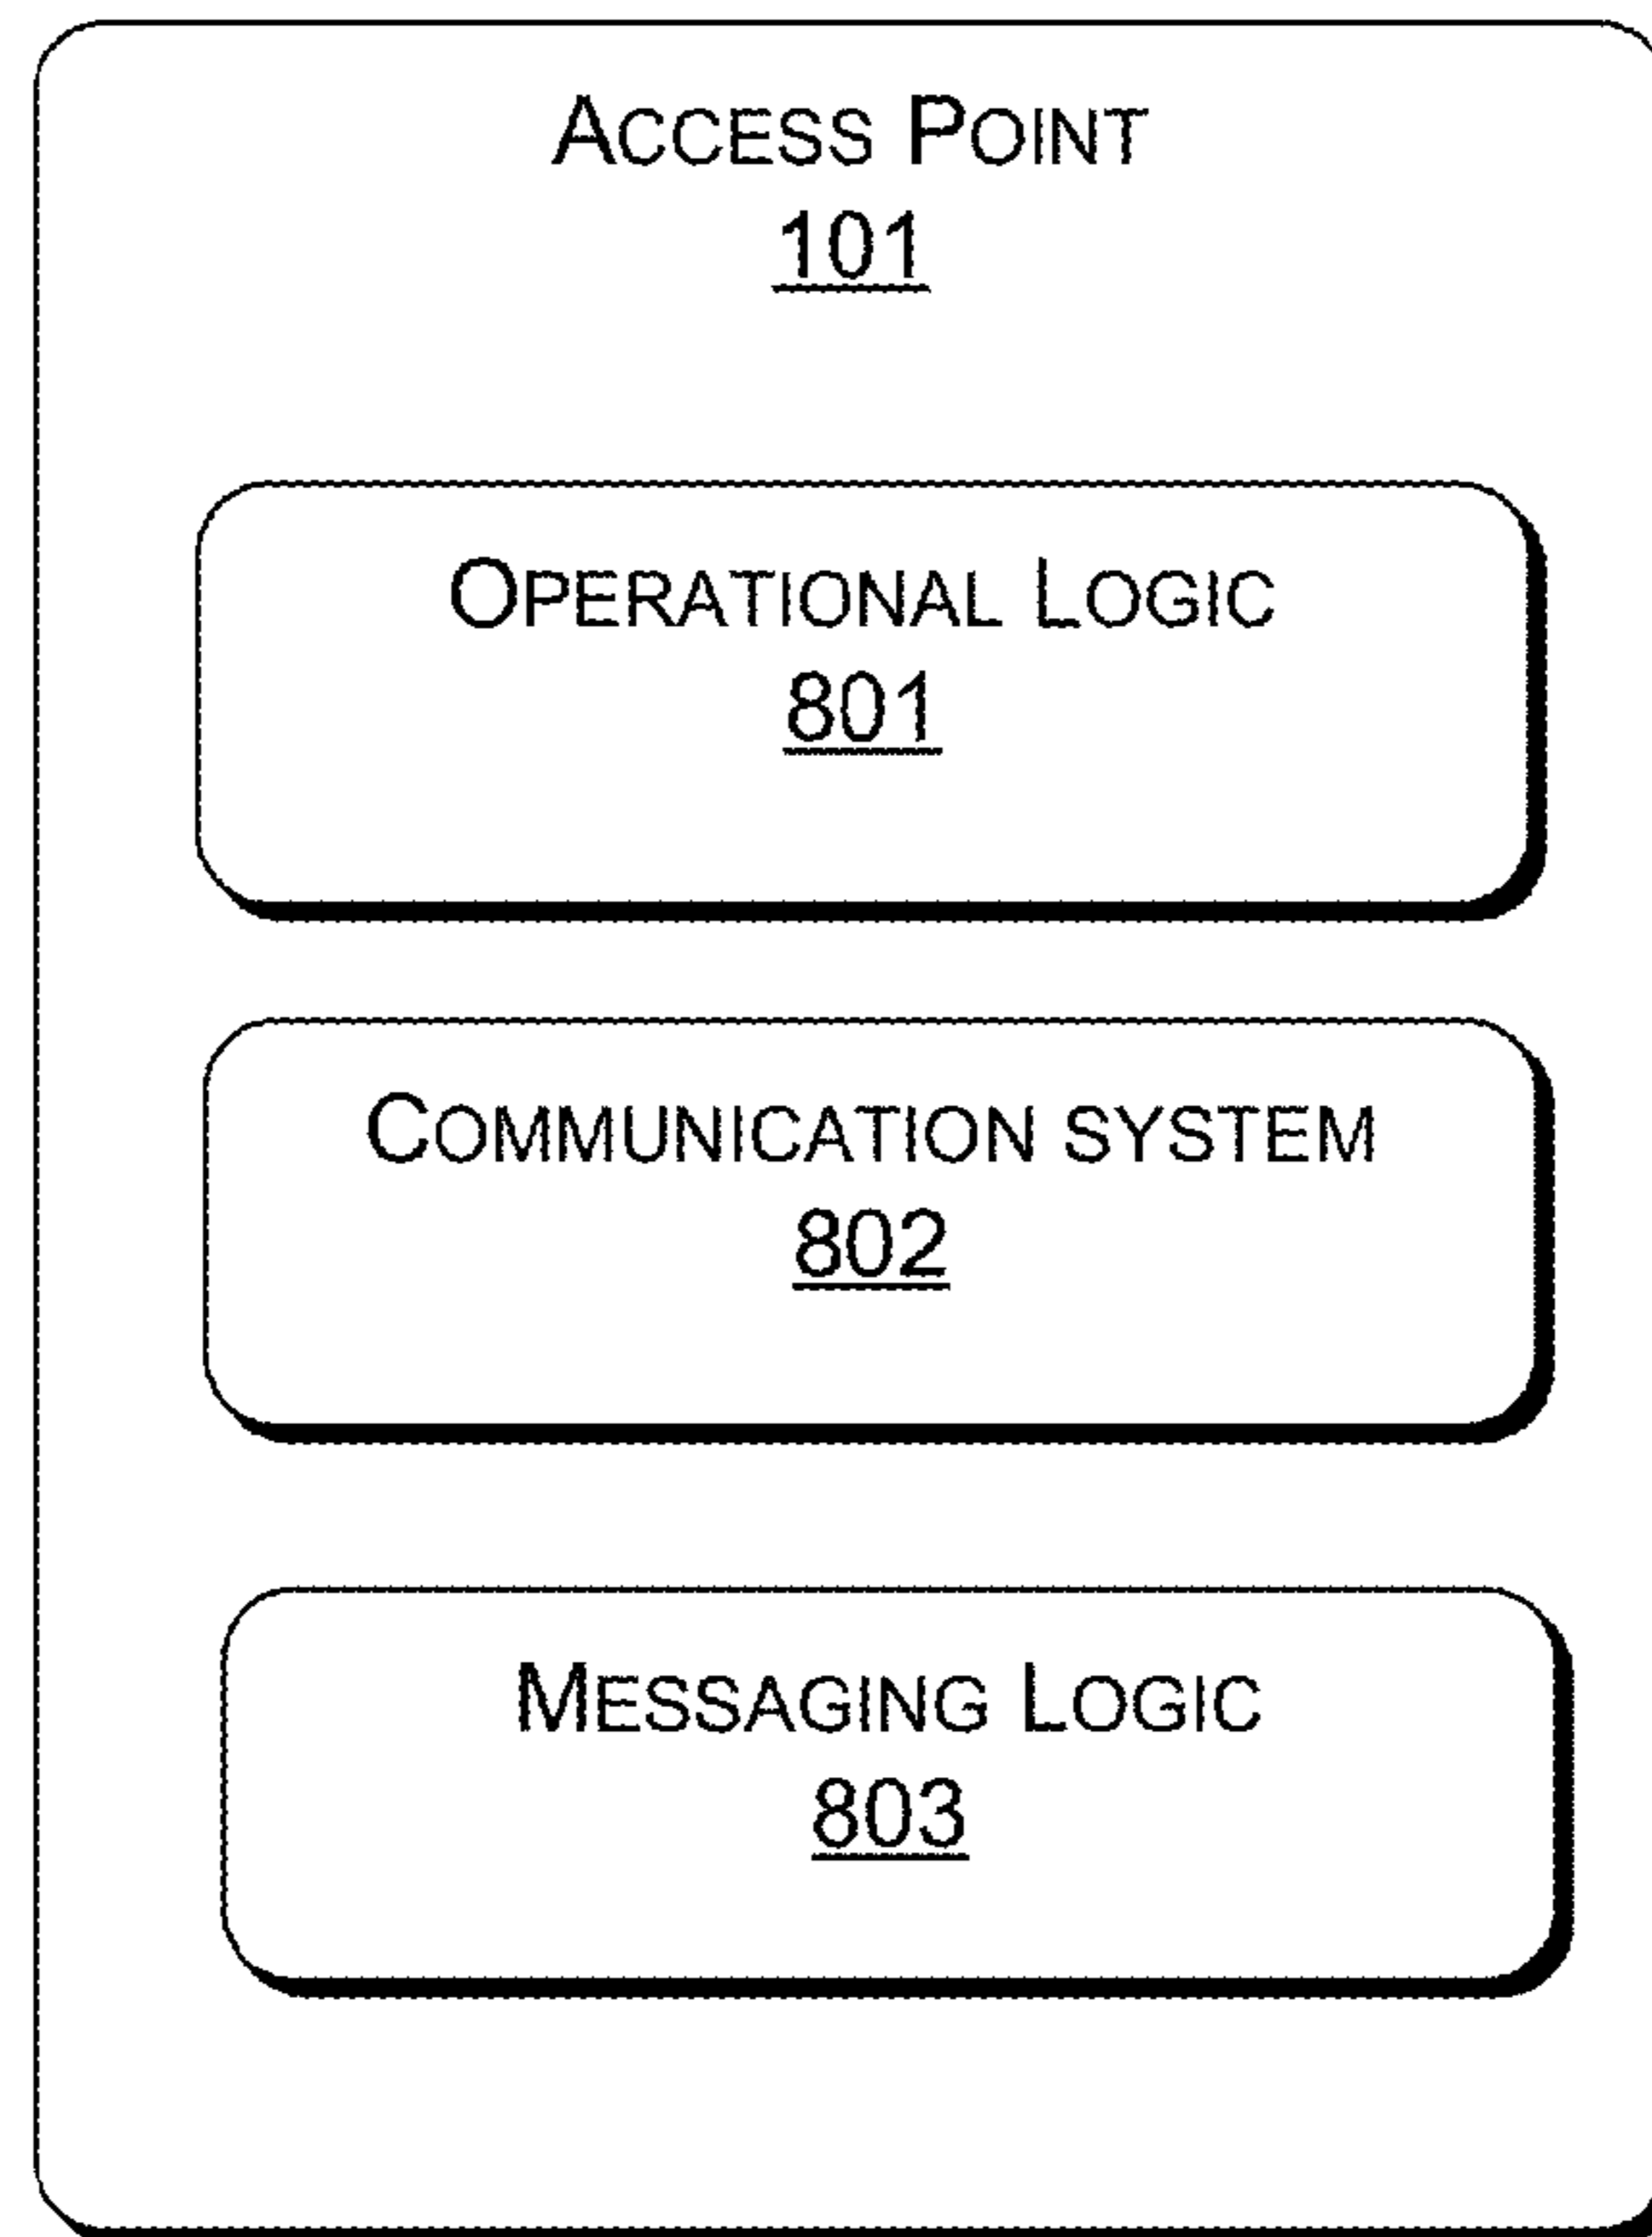 ACCESS POINT
101
OPERATIONAL LOGIC
801
COMMUNICATION SYSTEM
802
MESSAGING LOGIC
803